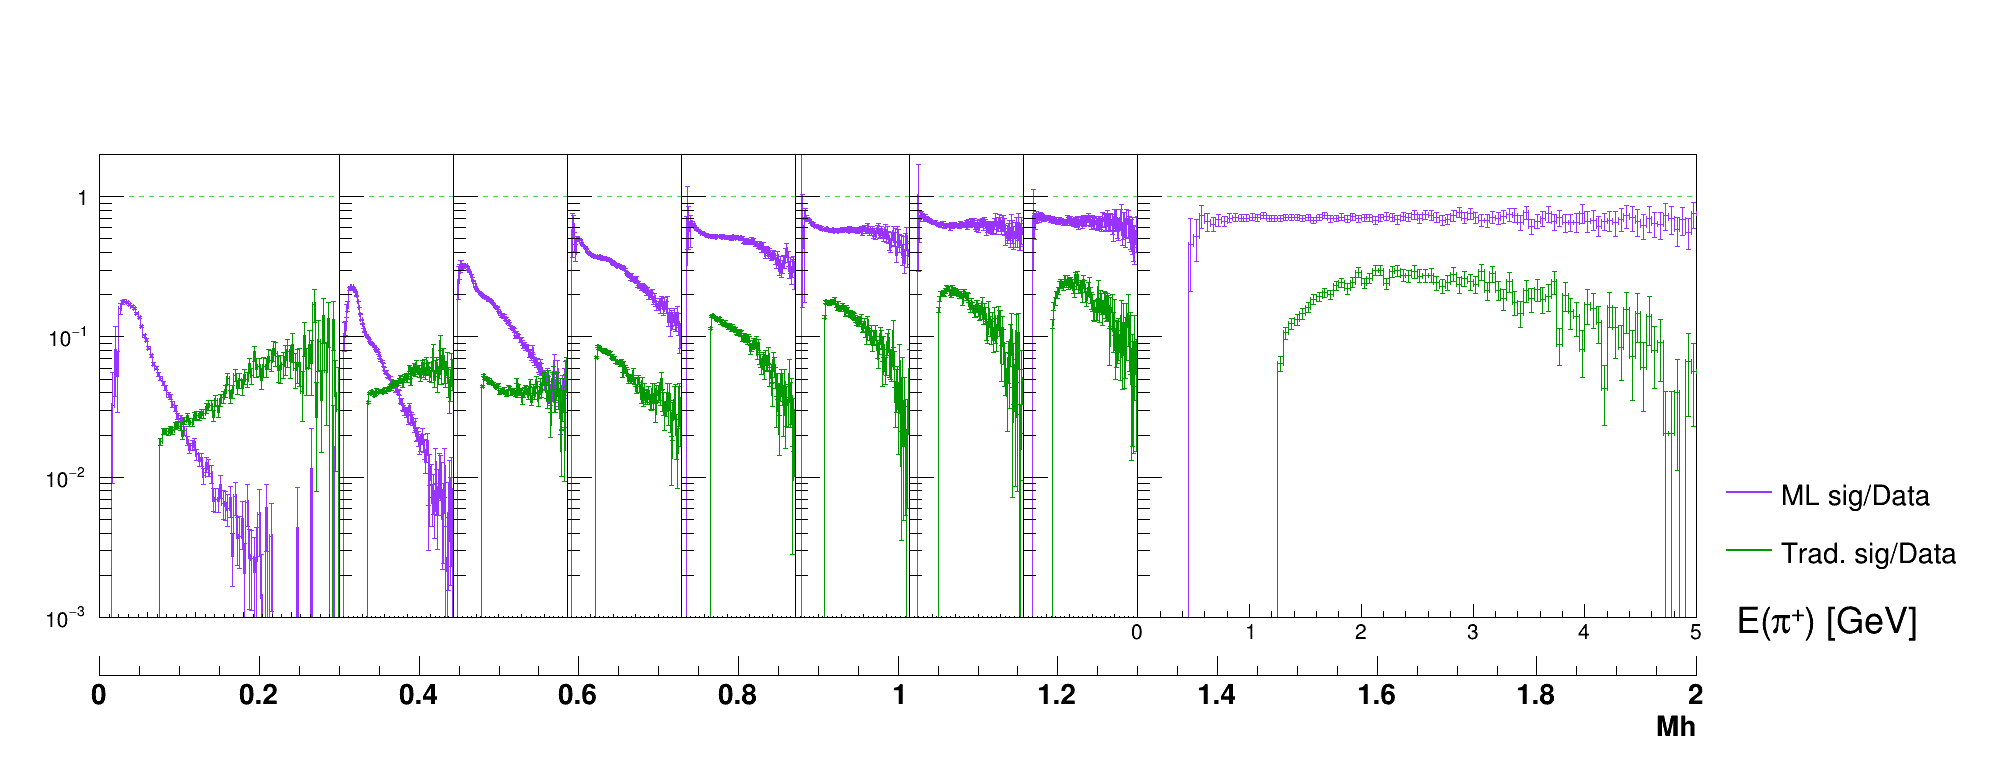 1
10⁻¹
10⁻²
10⁻³
ML sig/Data
Trad. sig/Data
E(π⁺) [GeV]
0 1 2 3 4 5
0 0.2 0.4 0.6 0.8 1 1.2 1.4 1.6 1.8 2
Mh